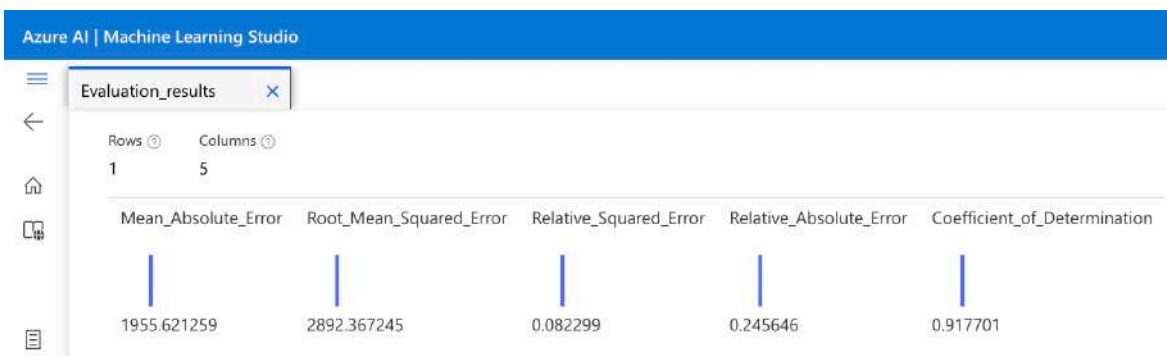 Azure AI | Machine Learning Studio
Evaluation_results
Rows Columns
1 5
Mean_Absolute_Error Root_Mean_Squared_Error Relative_Squared_Error Relative_Absolute_Error Coefficient_of_Determination
1955.621259 2892.367245 0.082299 0.245646 0.917701